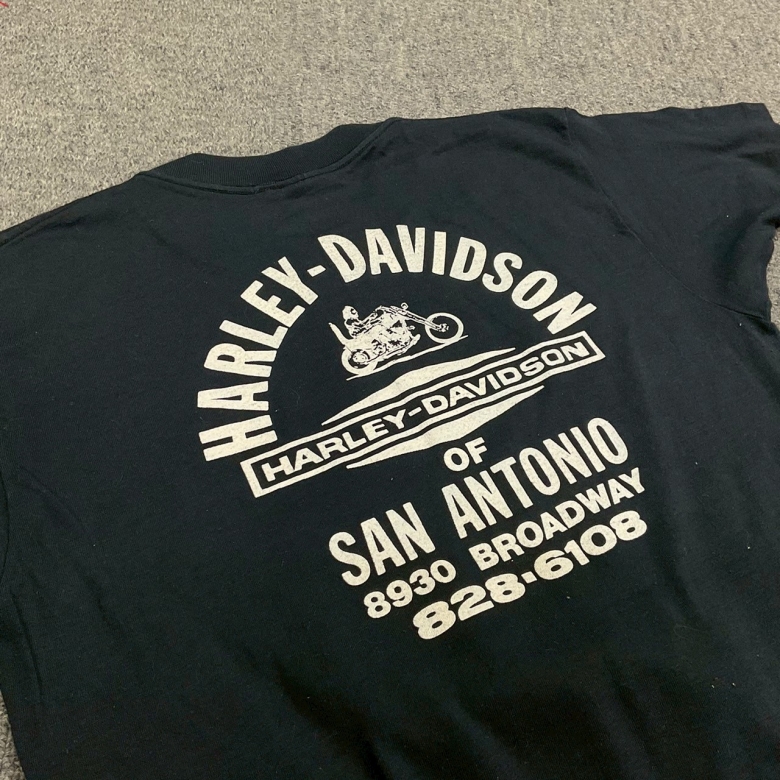 HARLEY-DAVIDSON
HARLEY-DAVIDSON
OF
SAN ANTONIO
8930 BROADWAY
828·6108